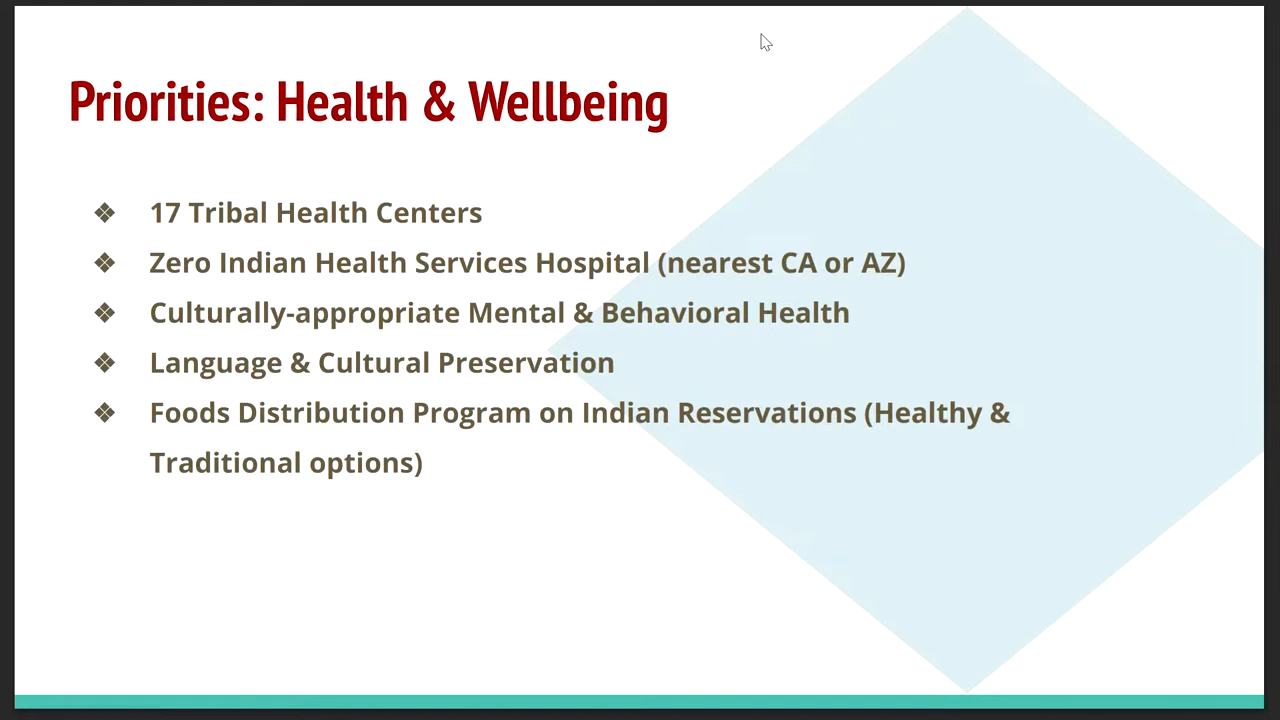 Priorities: Health & Wellbeing
❖ 17 Tribal Health Centers
❖ Zero Indian Health Services Hospital (nearest CA or AZ)
❖ Culturally-appropriate Mental & Behavioral Health
❖ Language & Cultural Preservation
❖ Foods Distribution Program on Indian Reservations (Healthy &
Traditional options)